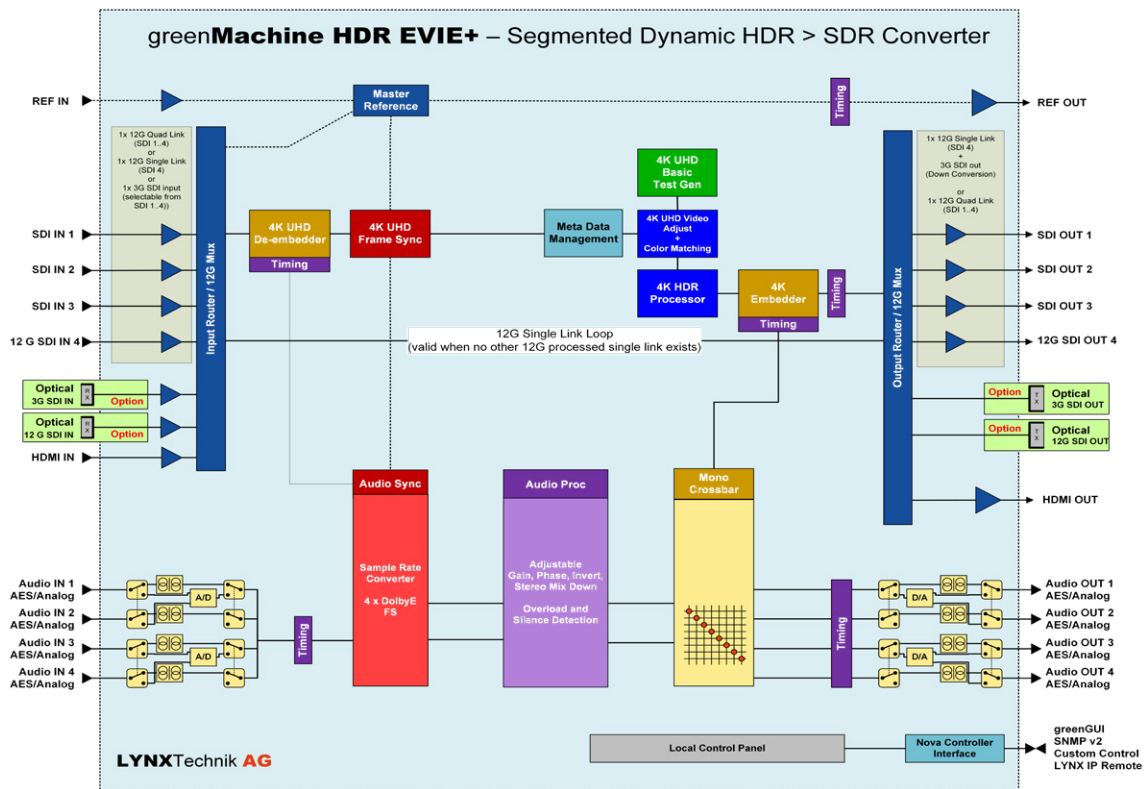 greenMachine HDR EVIE+ – Segmented Dynamic HDR > SDR Converter
REF IN
Master
Reference
Timing
REF OUT
1x 12G Quad Link
(SDI 1..4)
or
1x 12G Single Link
(SDI 4)
or
1x 3G SDI input
(selectable from
SDI 1..4))
1x 12G Single Link
(SDI 4)
+
3G SDI out
(Down Conversion)
or
1x 12G Quad Link
(SDI 1..4)
4K UHD
Basic
Test Gen
SDI IN 1
SDI IN 2
SDI IN 3
12 G SDI IN 4
Input Router / 12G Mux
4K UHD
De-embedder
Timing
4K UHD
Frame Sync
Meta Data
Management
4K UHD Video
Adjust
+
Color Matching
4K HDR
Processor
4K
Embedder
Timing
Timing
Output Router / 12G Mux
SDI OUT 1
SDI OUT 2
SDI OUT 3
12G SDI OUT 4
12G Single Link Loop
(valid when no other 12G processed single link exists)
Optical
3G SDI IN
RX
Option
Optical
12 G SDI IN
RX
Option
HDMI IN
Option
TX
Optical
3G SDI OUT
Option
TX
Optical
12G SDI OUT
HDMI OUT
Audio Sync
Sample Rate
Converter
4 x DolbyE
FS
Audio Proc
Adjustable
Gain, Phase, Invert,
Stereo Mix Down
Overload and
Silence Detection
Mono
Crossbar
Audio IN 1
AES/Analog
Audio IN 2
AES/Analog
Audio IN 3
AES/Analog
Audio IN 4
AES/Analog
A/D
A/D
Timing
Timing
D/A
D/A
Audio OUT 1
AES/Analog
Audio OUT 2
AES/Analog
Audio OUT 3
AES/Analog
Audio OUT 4
AES/Analog
LYNXTechnik AG
Local Control Panel
Nova Controller
Interface
greenGUI
SNMP v2
Custom Control
LYNX IP Remote